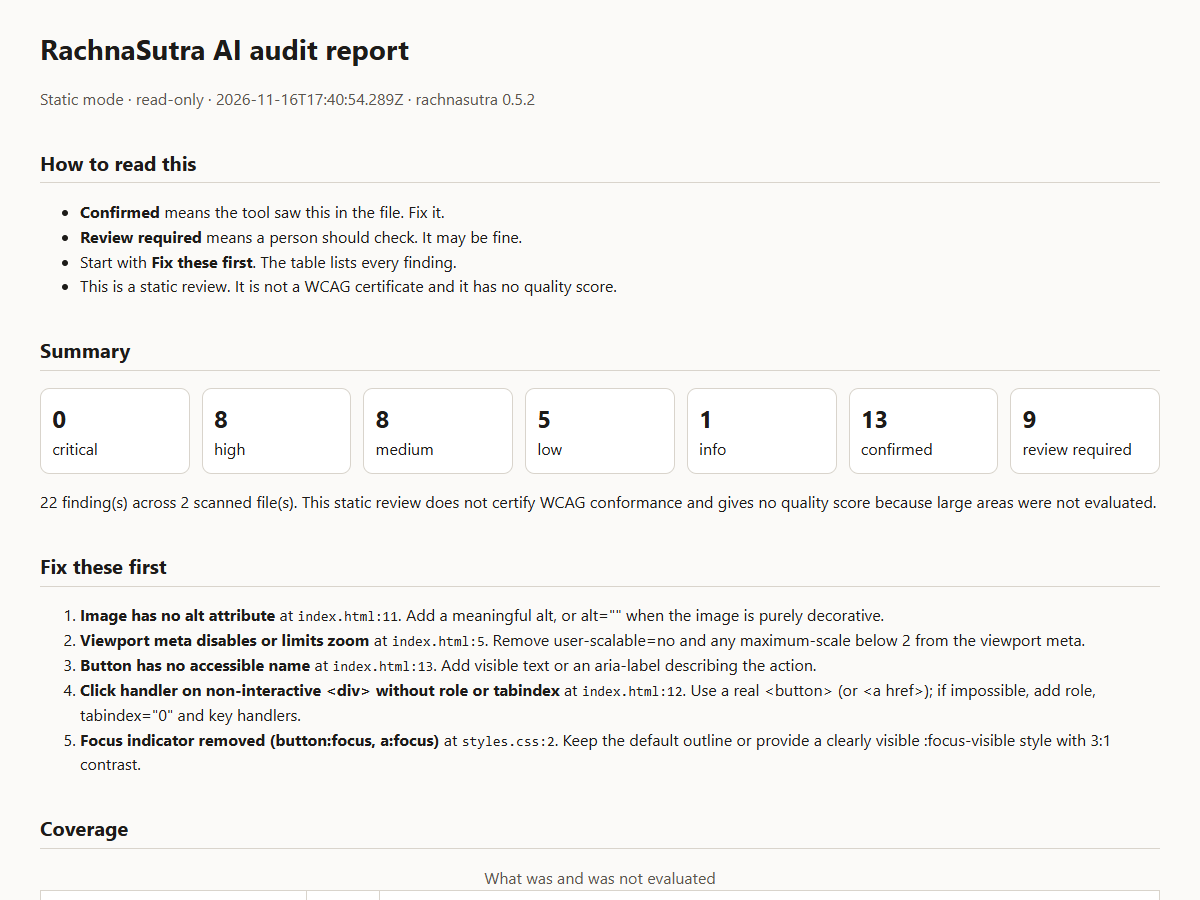 RachnaSutra AI audit report
Static mode · read-only · 2026-11-16T17:40:54.289Z · rachnasutra 0.5.2
How to read this
• Confirmed means the tool saw this in the file. Fix it.
• Review required means a person should check. It may be fine.
• Start with Fix these first. The table lists every finding.
• This is a static review. It is not a WCAG certificate and it has no quality score.
Summary
0
critical
8
high
8
medium
5
low
1
info
13
confirmed
9
review required
22 finding(s) across 2 scanned file(s). This static review does not certify WCAG conformance and gives no quality score because large areas were not evaluated.
Fix these first
1. Image has no alt attribute at index.html:11. Add a meaningful alt, or alt="" when the image is purely decorative.
2. Viewport meta disables or limits zoom at index.html:5. Remove user-scalable=no and any maximum-scale below 2 from the viewport meta.
3. Button has no accessible name at index.html:13. Add visible text or an aria-label describing the action.
4. Click handler on non-interactive <div> without role or tabindex at index.html:12. Use a real <button> (or <a href>); if impossible, add role,
tabindex="0" and key handlers.
5. Focus indicator removed (button:focus, a:focus) at styles.css:2. Keep the default outline or provide a clearly visible :focus-visible style with 3:1
contrast.
Coverage
What was and was not evaluated